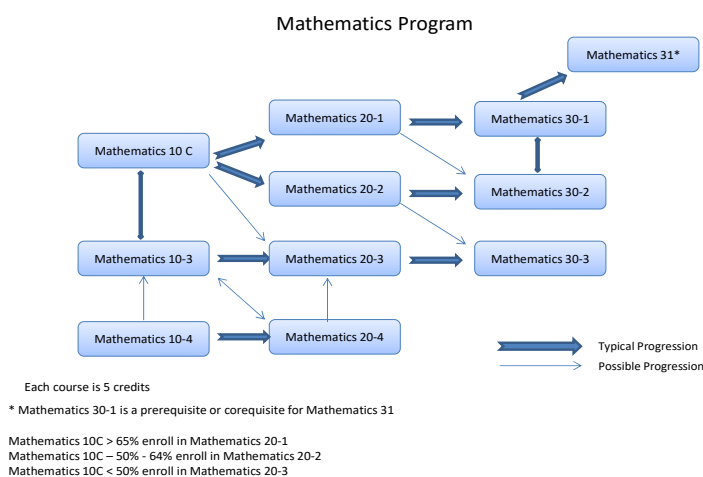 Mathematics Program
Mathematics 31*
Mathematics 20-1
Mathematics 30-1
Mathematics 10 C
Mathematics 20-2
Mathematics 30-2
Mathematics 10-3
Mathematics 20-3
Mathematics 30-3
Mathematics 10-4
Mathematics 20-4
Typical Progression
Possible Progression
Each course is 5 credits
* Mathematics 30-1 is a prerequisite or corequisite for Mathematics 31
Mathematics 10C > 65% enroll in Mathematics 20-1
Mathematics 10C – 50% - 64% enroll in Mathematics 20-2
Mathematics 10C < 50% enroll in Mathematics 20-3